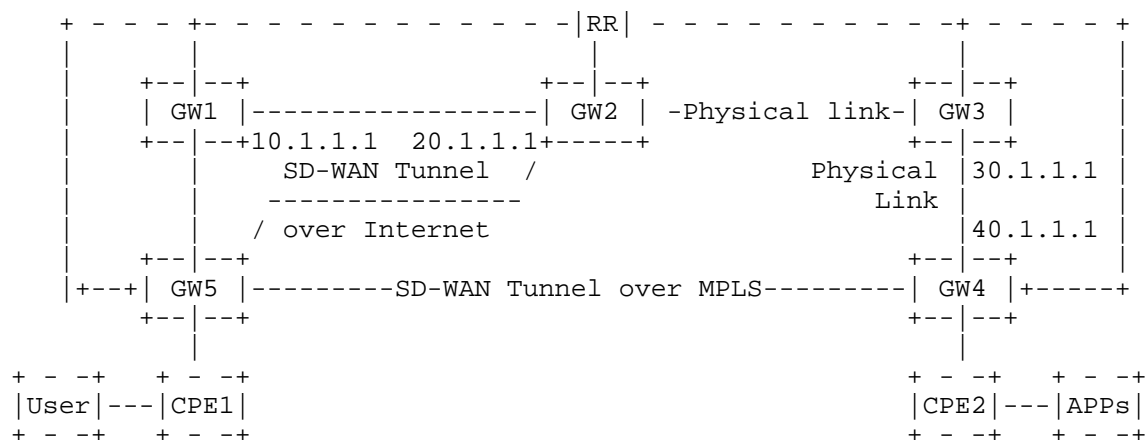 RR
GW1 GW2 -Physical link- GW3
10.1.1.1 20.1.1.1
SD-WAN Tunnel Physical 30.1.1.1
Link
over Internet 40.1.1.1
GW5 SD-WAN Tunnel over MPLS GW4
User CPE1 CPE2 APPs